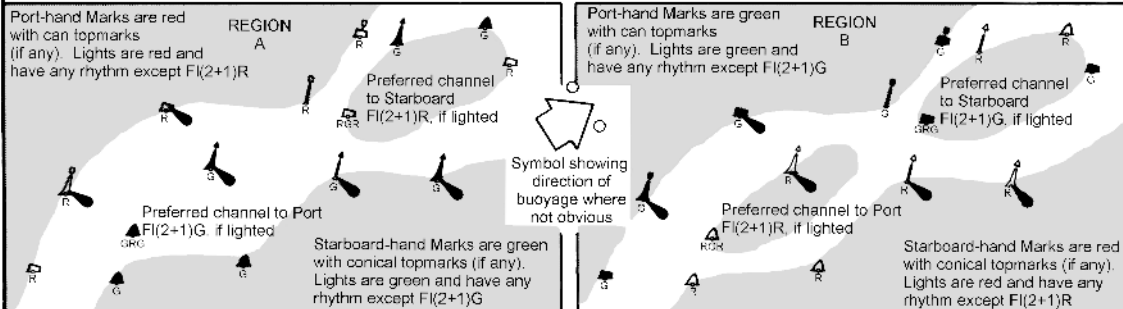 Port-hand Marks are red
with can topmarks
(if any). Lights are red and
have any rhythm except Fl(2+1)R
REGION
A
R
G
G
R
Preferred channel
to Starboard
Fl(2+1)R, if lighted
RGR
R
R
G
G
G
R
Preferred channel to Port
Fl(2+1)G. if lighted
GRG
R
G
G
Starboard-hand Marks are green
with conical topmarks (if any).
Lights are green and have any
rhythm except Fl(2+1)G
Symbol showing
direction of
buoyage where
not obvious
Port-hand Marks are green
with can topmarks
(if any). Lights are green and
have any rhythm except Fl(2+1)G
REGION
B
G
R
R
G
Preferred channel
to Starboard
Fl(2+1)G, if lighted
GRG
G
G
R
R
R
G
Preferred channel to Port
Fl(2+1)R, if lighted
RGR
G
R
R
Starboard-hand Marks are red
with conical topmarks (if any).
Lights are red and have any
rhythm except Fl(2+1)R